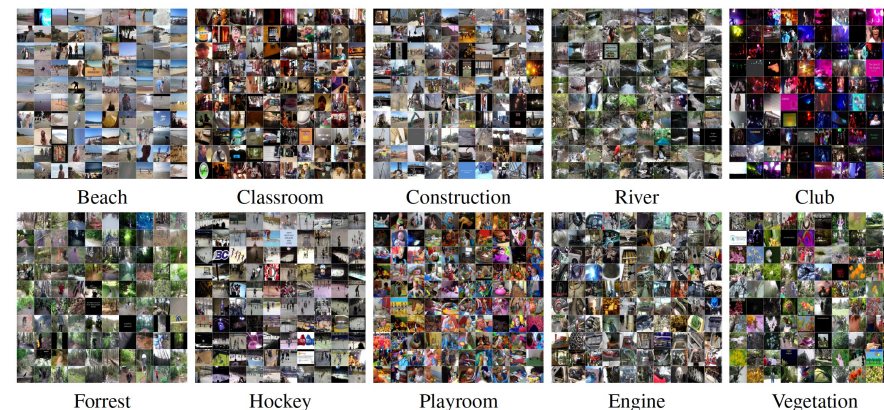 Beach
Classroom
Construction
River
Club
Forrest
Hockey
Playroom
Engine
Vegetation